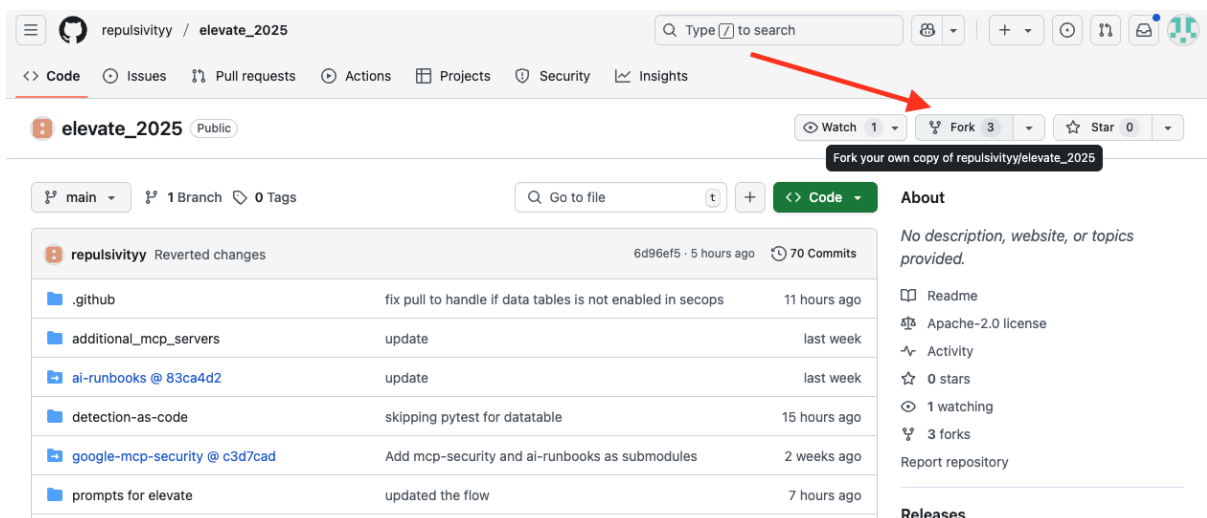 repulsivityy / elevate_2025
Type / to search
Code Issues Pull requests Actions Projects Security Insights
elevate_2025 Public
Watch 1 Fork 3 Star 0
Fork your own copy of repulsivityy/elevate_2025
main 1 Branch 0 Tags Go to file t + Code
About
No description, website, or topics
provided.
repulsivityy Reverted changes 6d96ef5 · 5 hours ago 70 Commits
.github fix pull to handle if data tables is not enabled in secops 11 hours ago
additional_mcp_servers update last week
ai-runbooks @ 83ca4d2 update last week
detection-as-code skipping pytest for datatable 15 hours ago
google-mcp-security @ c3d7cad Add mcp-security and ai-runbooks as submodules 2 weeks ago
prompts for elevate updated the flow 7 hours ago
Readme
Apache-2.0 license
Activity
0 stars
1 watching
3 forks
Report repository
Releases